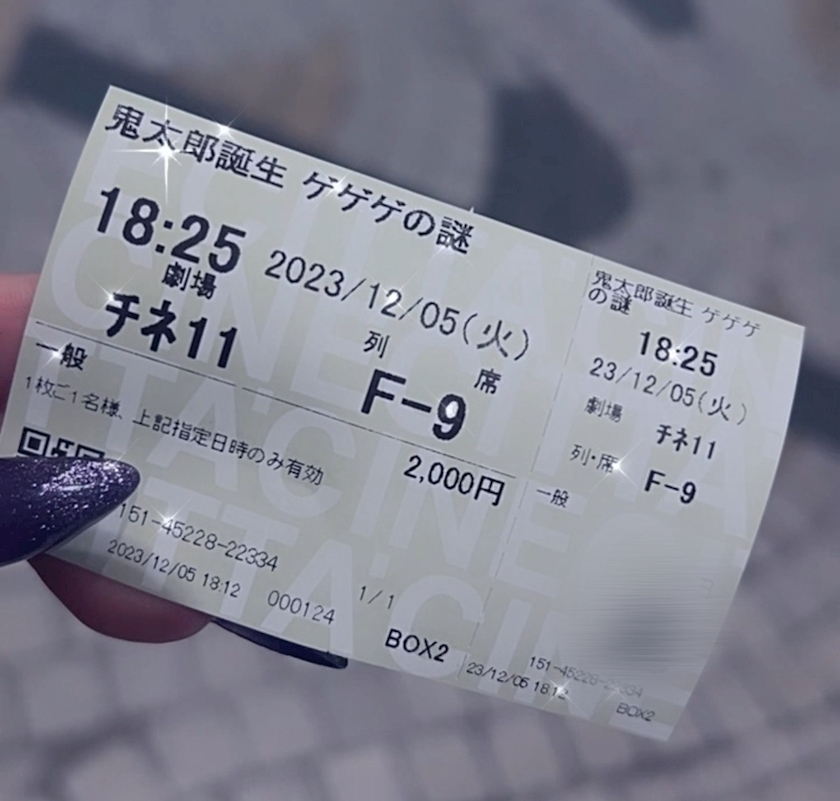 鬼太郎誕生 ゲゲゲの謎
18:25 2023/12/05(火)
劇場 列 席
チネ11 F-9
一般 2,000円
1枚ご1名様、上記指定日時のみ有効
151-45228-22334
2023/12/05 18:12 000124 1/1 BOX2
鬼太郎誕生 ゲゲゲ
の謎
18:25
23/12/05(火)
劇場 チネ11
列・席 F-9
一般
151-45228-22334
23/12/05 18:12 BOX2
CINECITTA'